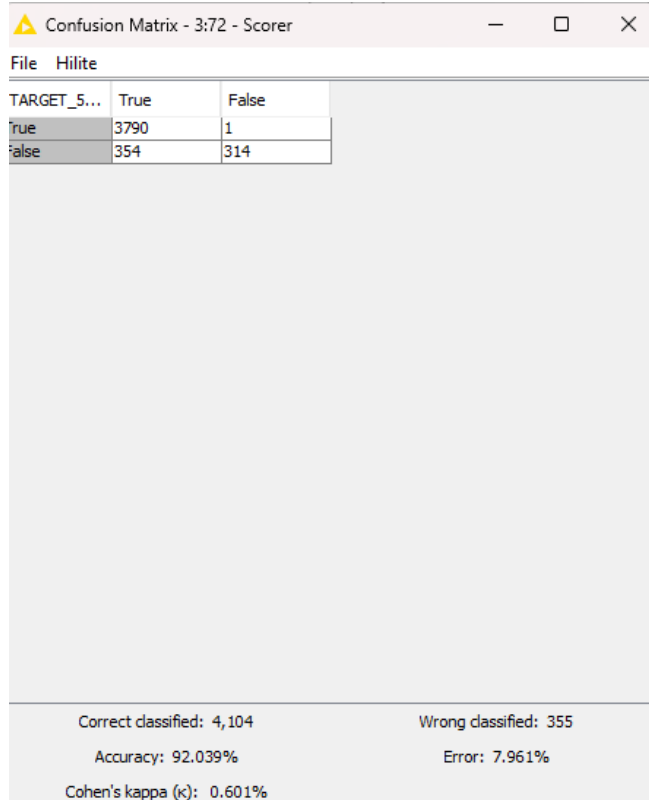 Confusion Matrix - 3:72 - Scorer
File Hilite
TARGET_5... True False
True 3790 1
False 354 314
Correct classified: 4,104 Wrong classified: 355
Accuracy: 92.039% Error: 7.961%
Cohen's kappa (κ): 0.601%